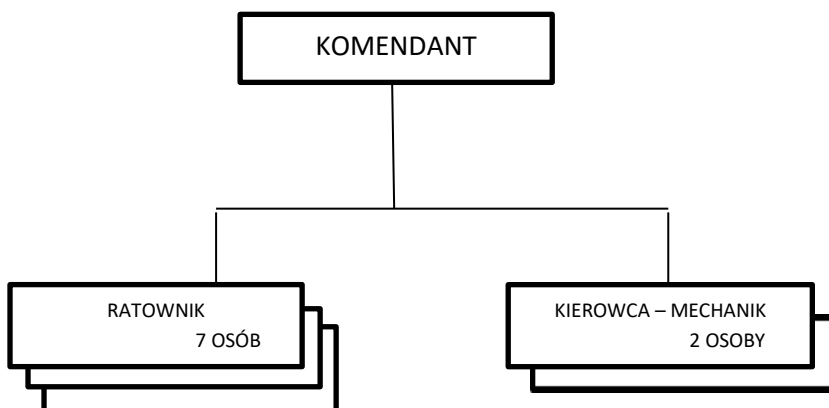 KOMENDANT
RATOWNIK
7 OSÓB
KIEROWCA – MECHANIK
2 OSOBY